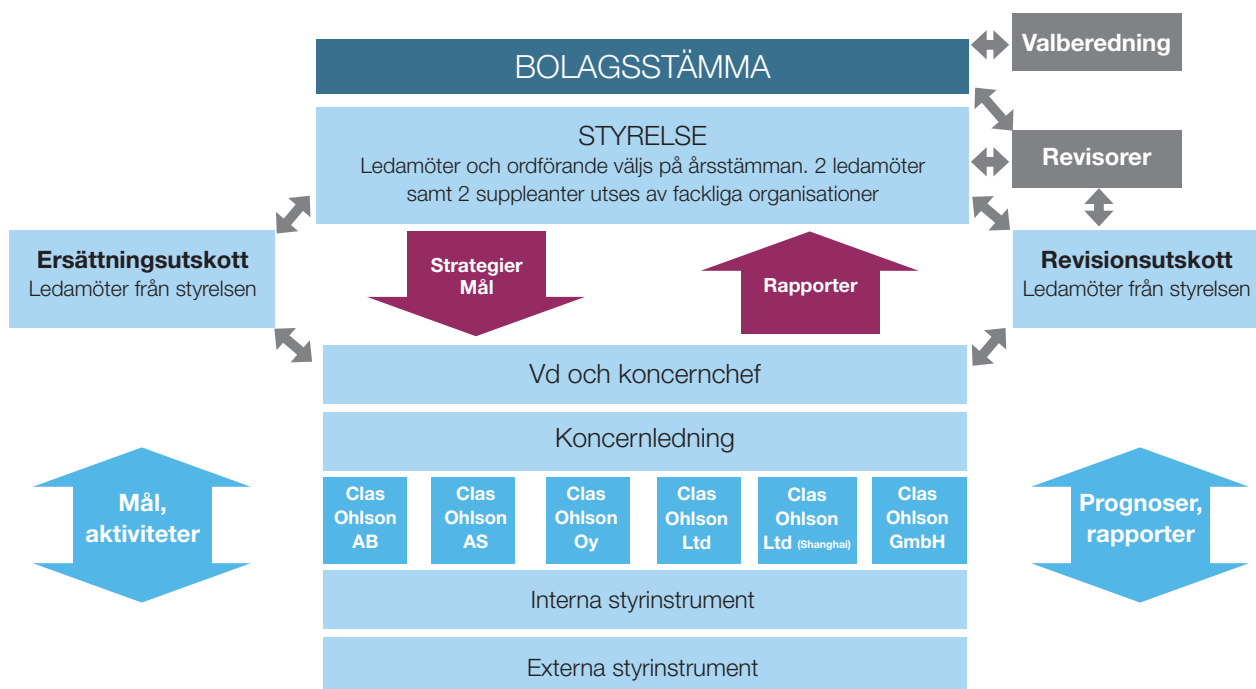 BOLAGSSTÄMMA
Valberedning
STYRELSE
Ledamöter och ordförande väljs på årsstämman. 2 ledamöter
samt 2 suppleanter utses av fackliga organisationer
Revisorer
Ersättningsutskott
Ledamöter från styrelsen
Strategier
Mål
Rapporter
Revisionsutskott
Ledamöter från styrelsen
Vd och koncernchef
Koncernledning
Mål,
aktiviteter
Clas
Ohlson
AB
Clas
Ohlson
AS
Clas
Ohlson
Oy
Clas
Ohlson
Ltd
Clas
Ohlson
Ltd (Shanghai)
Clas
Ohlson
GmbH
Prognoser,
rapporter
Interna styrinstrument
Externa styrinstrument